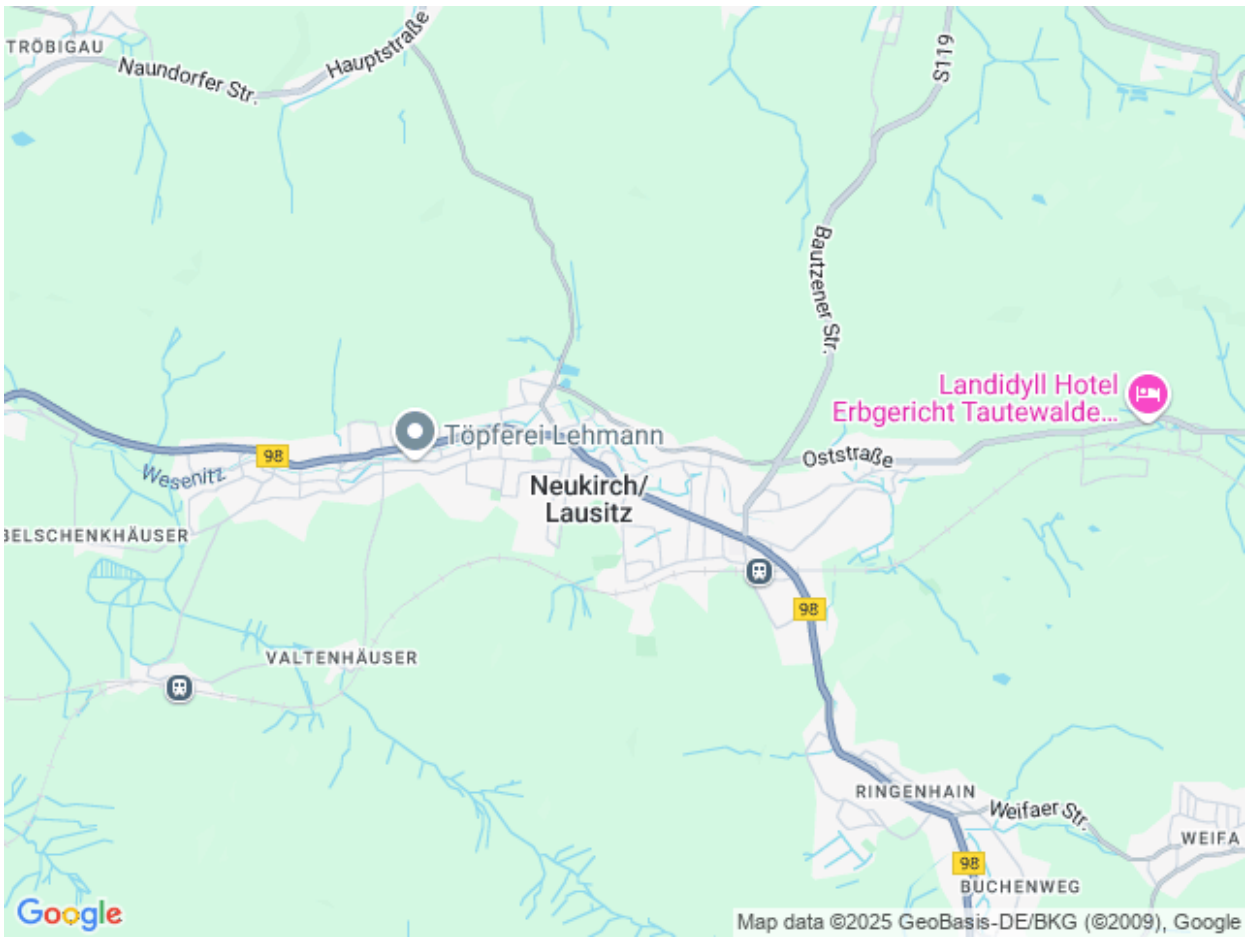 TRÖBIGAU
Naundorfer Str.
Hauptstraße
S119
Bautzener Str.
Landidyll Hotel
Erbgericht Tautewalde...
Töpferei Lehmann
98
Wesenitz
Oststraße
Neukirch/
Lausitz
BELSCHENKHÄUSER
98
VALTENHÄUSER
RINGENHAIN
Weifaer Str.
WEIFA
98
BUCHENWEG
Google
Map data ©2025 GeoBasis-DE/BKG (©2009), Google